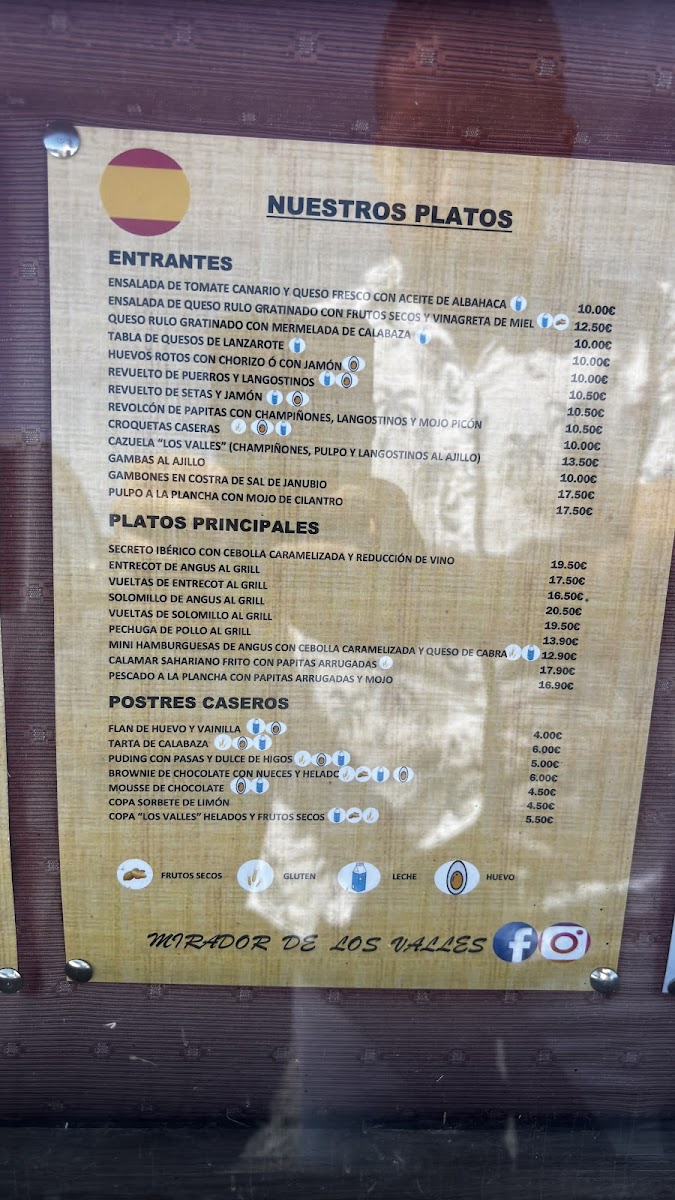 NUESTROS PLATOS
ENTRANTES
ENSALADA DE TOMATE CANARIO Y QUESO FRESCO CON ACEITE DE ALBAHACA 10.00€
ENSALADA DE QUESO RULO GRATINADO CON FRUTOS SECOS Y VINAGRETA DE MIEL 12.50€
QUESO RULO GRATINADO CON MERMELADA DE CALABAZA 10.00€
TABLA DE QUESOS DE LANZAROTE 10.00€
HUEVOS ROTOS CON CHORIZO Ó CON JAMÓN 10.00€
REVUELTO DE PUERROS Y LANGOSTINOS 10.50€
REVUELTO DE SETAS Y JAMÓN 10.50€
REVOLCÓN DE PAPITAS CON CHAMPIÑONES, LANGOSTINOS Y MOJO PICÓN 10.50€
CROQUETAS CASERAS 10.00€
CAZUELA “LOS VALLES” (CHAMPIÑONES, PULPO Y LANGOSTINOS AL AJILLO) 13.50€
GAMBAS AL AJILLO 10.00€
GAMBONES EN COSTRA DE SAL DE JANUBIO 17.50€
PULPO A LA PLANCHA CON MOJO DE CILANTRO 17.50€
PLATOS PRINCIPALES
SECRETO IBÉRICO CON CEBOLLA CARAMELIZADA Y REDUCCIÓN DE VINO 19.50€
ENTRECOT DE ANGUS AL GRILL 17.50€
VUELTAS DE ENTRECOT AL GRILL 16.50€.
SOLOMILLO DE ANGUS AL GRILL 20.50€
VUELTAS DE SOLOMILLO AL GRILL 19.50€
PECHUGA DE POLLO AL GRILL 13.90€
MINI HAMBURGUESAS DE ANGUS CON CEBOLLA CARAMELIZADA Y QUESO DE CABRA 12.90€
CALAMAR SAHARIANO FRITO CON PAPITAS ARRUGADAS 17.90€
PESCADO A LA PLANCHA CON PAPITAS ARRUGADAS Y MOJO 16.90€
POSTRES CASEROS
FLAN DE HUEVO Y VAINILLA 4.00€
TARTA DE CALABAZA 6.00€
PUDING CON PASAS Y DULCE DE HIGOS 5.00€
BROWNIE DE CHOCOLATE CON NUECES Y HELADO 6.00€
MOUSSE DE CHOCOLATE 4.50€
COPA SORBETE DE LIMÓN 4.50€
COPA “LOS VALLES” HELADOS Y FRUTOS SECOS 5.50€
FRUTOS SECOS GLUTEN LECHE HUEVO
MIRADOR DE LOS VALLES